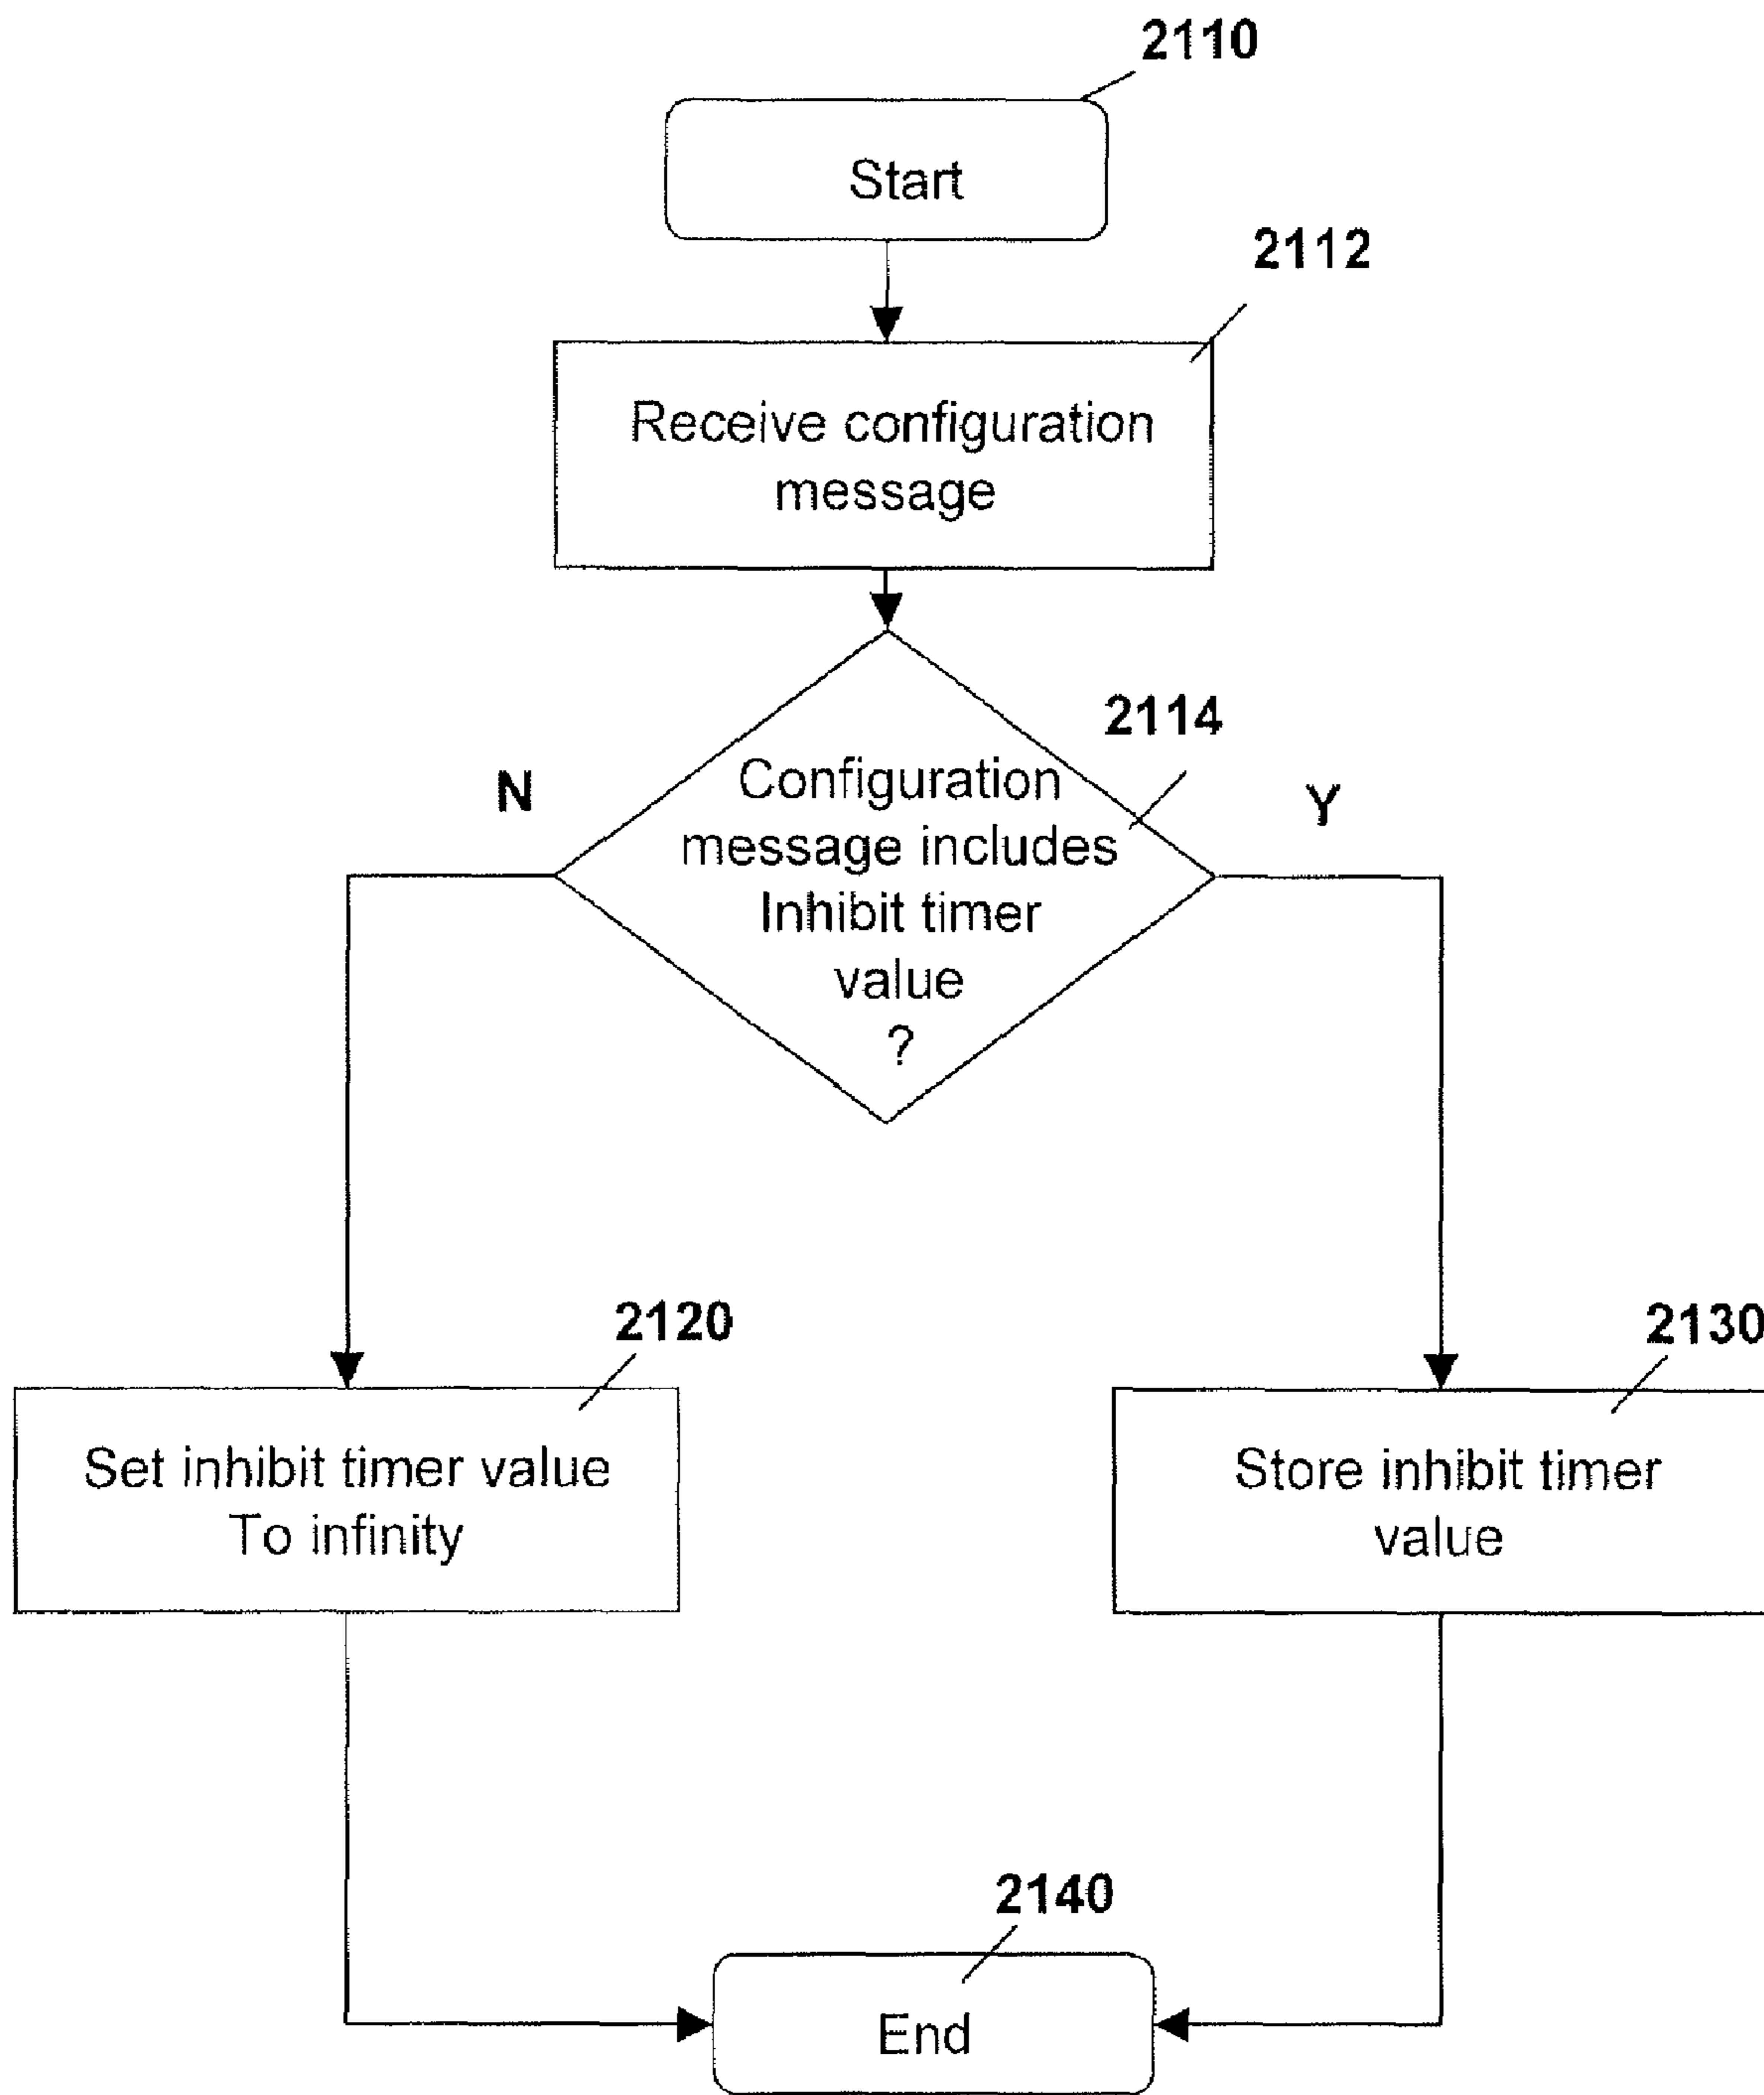 2110
Start
2112
Receive configuration
message
2114
N
Y
Configuration
message includes
Inhibit timer
value
?
2120
2130
Set inhibit timer value
To infinity
Store inhibit timer
value
2140
End